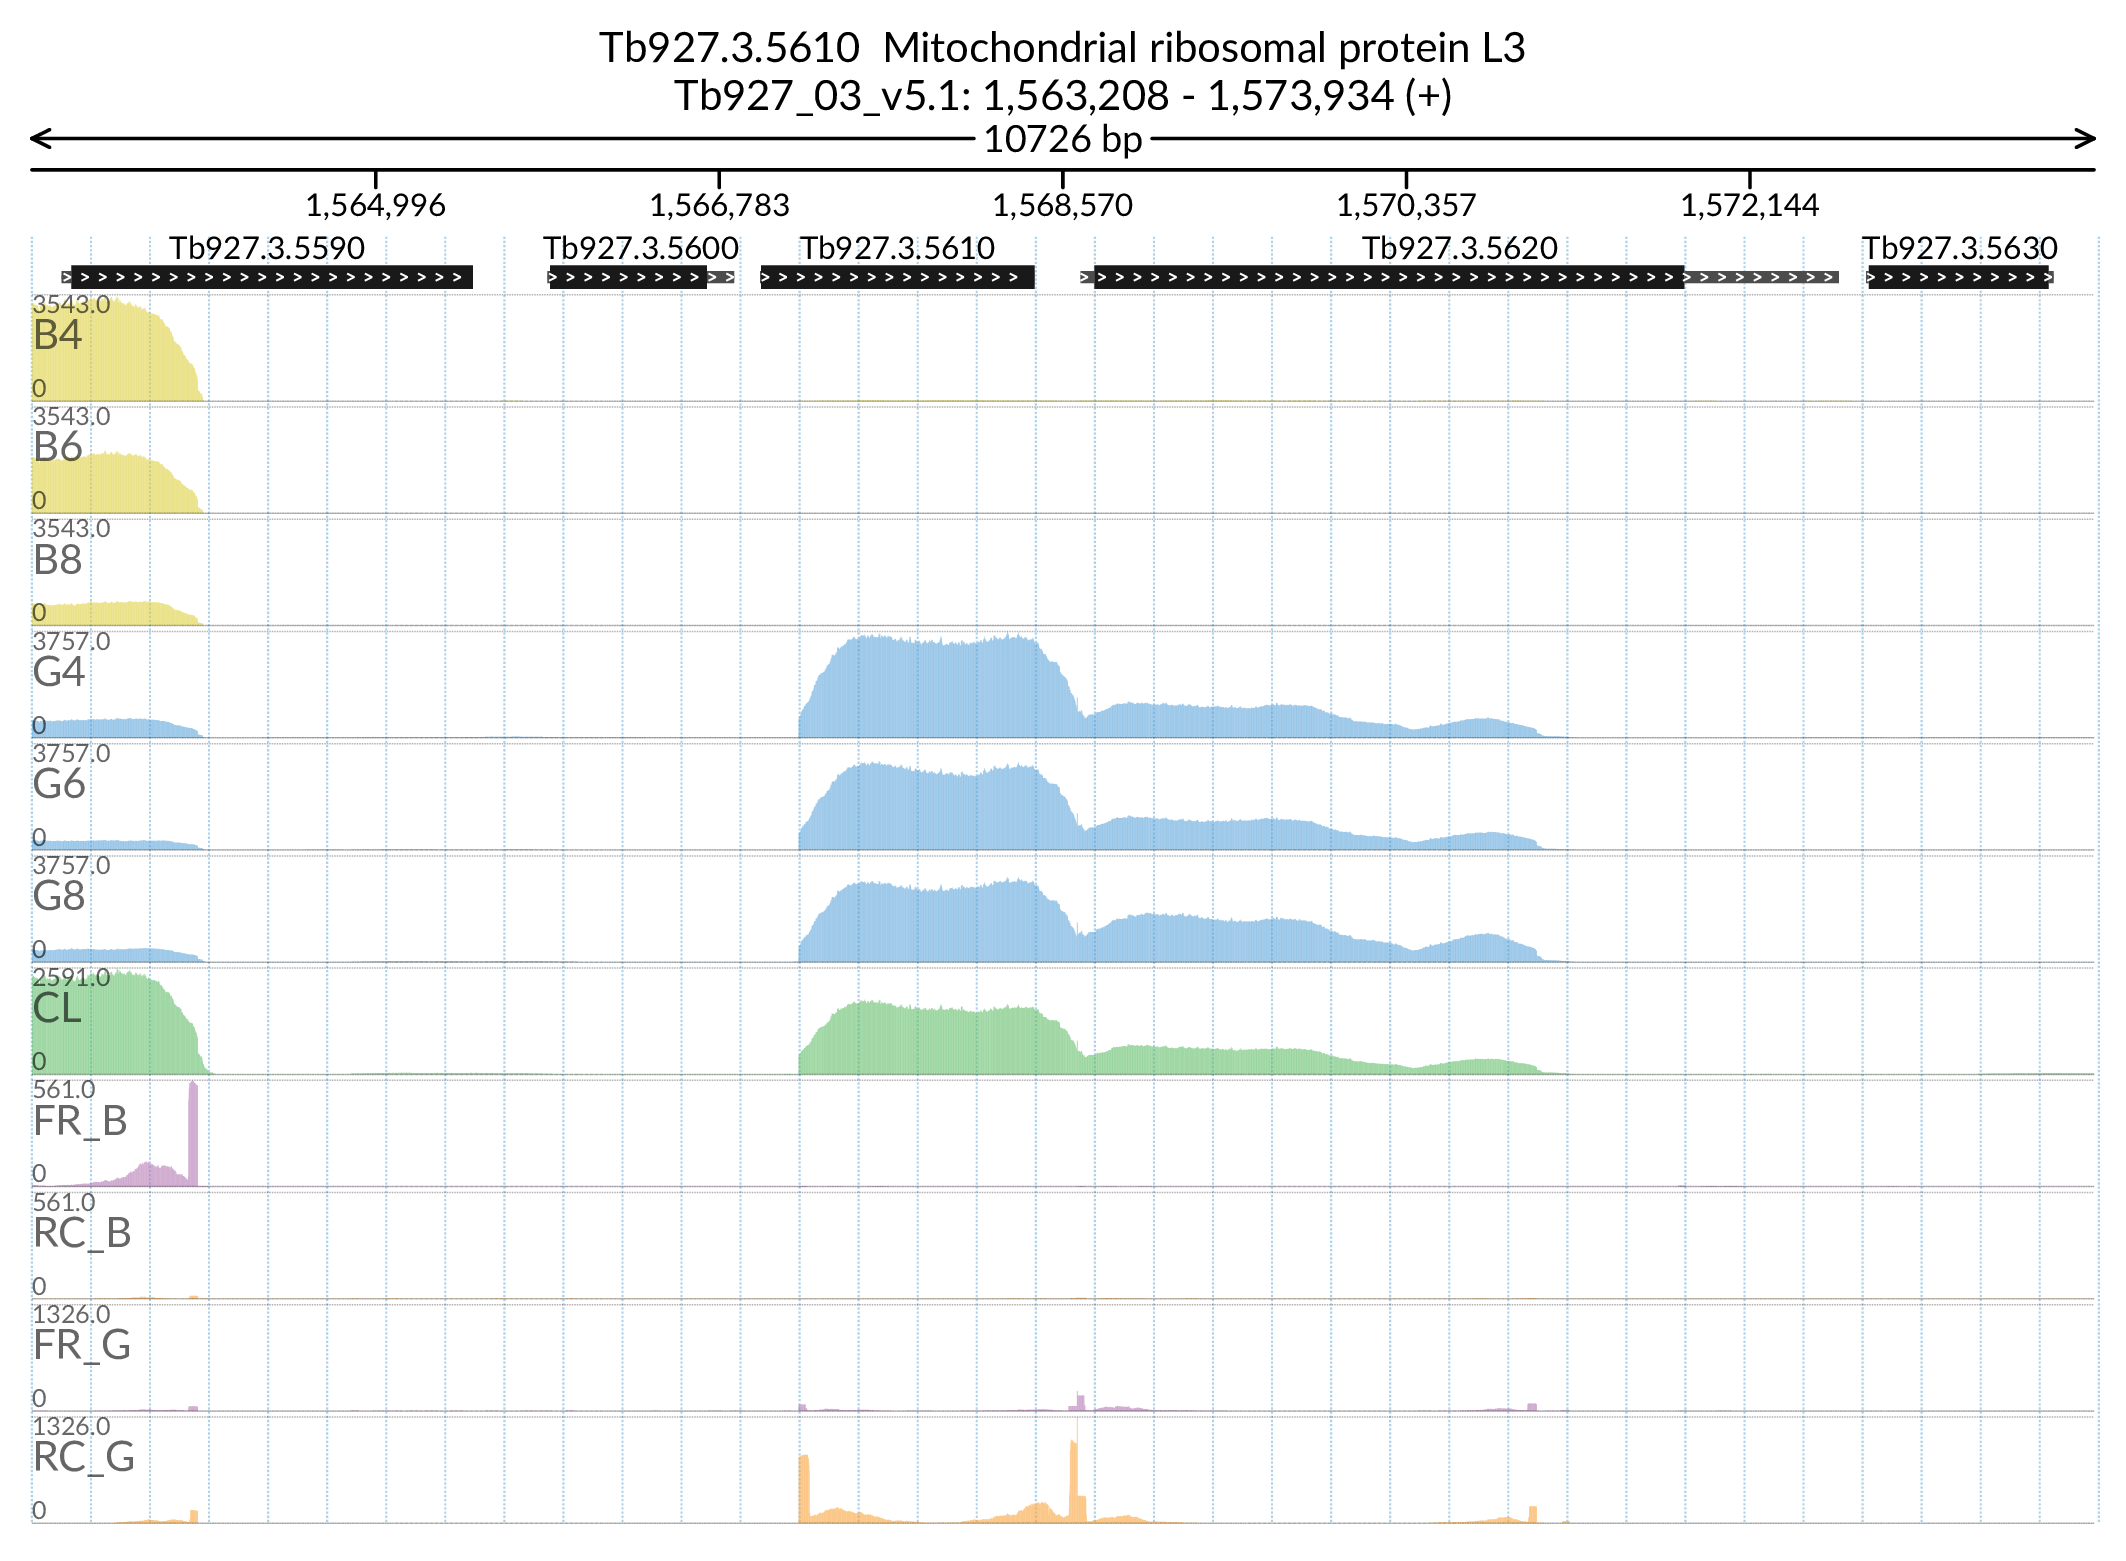 Tb927.3.5610  Mitochondrial ribosomal protein L3
Tb927_03_v5.1: 1,563,208 - 1,573,934 (+)
10726 bp
1,564,996 1,566,783 1,568,570 1,570,357 1,572,144
Tb927.3.5590 Tb927.3.5600 Tb927.3.5610 Tb927.3.5620 Tb927.3.5630
3543.0
B4
0
3543.0
B6
0
3543.0
B8
0
3757.0
G4
0
3757.0
G6
0
3757.0
G8
0
2591.0
CL
0
561.0
FR_B
0
561.0
RC_B
0
1326.0
FR_G
0
1326.0
RC_G
0